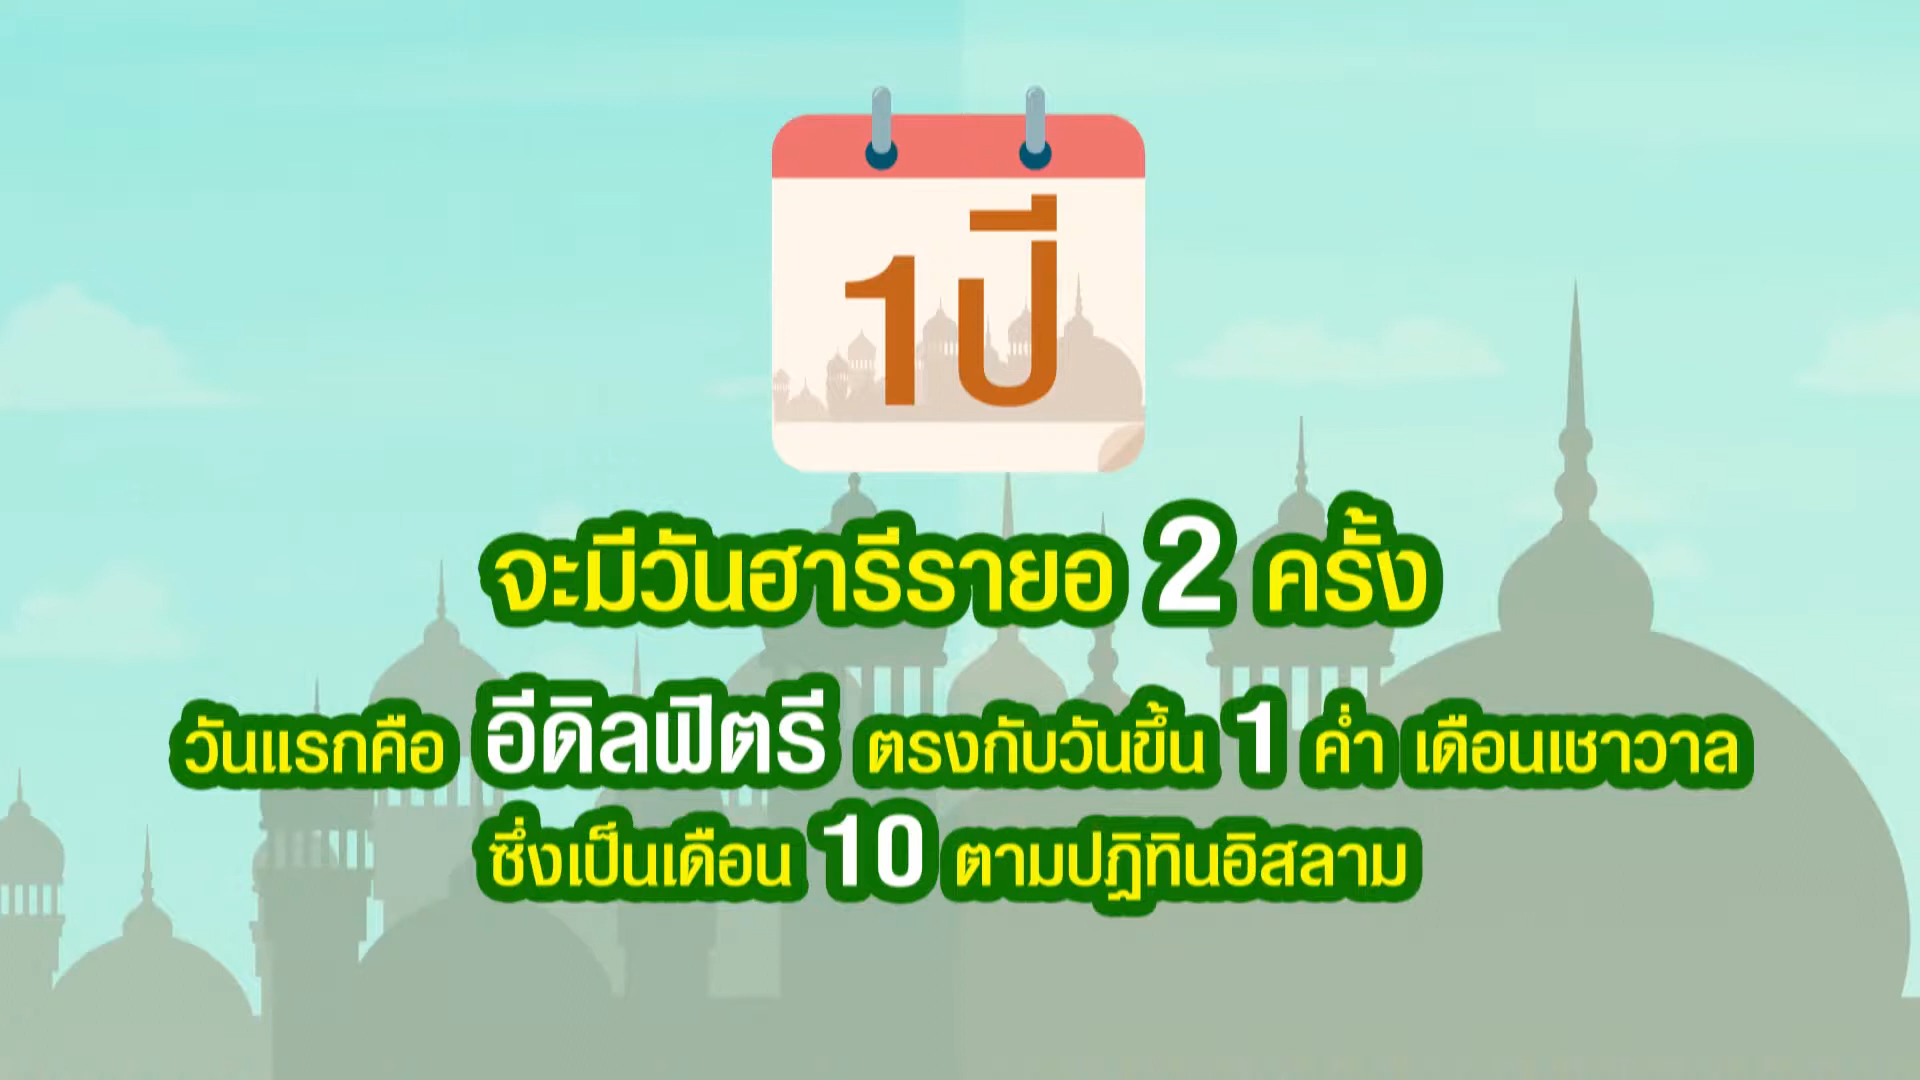 1ปี
จะมีวันฮารีรายอ 2 ครั้ง
วันแรกคือ อีดิลฟิตรี ตรงกับวันขึ้น 1 ค่ำ เดือนเชาวาล
ซึ่งเป็นเดือน 10 ตามปฏิทินอิสลาม